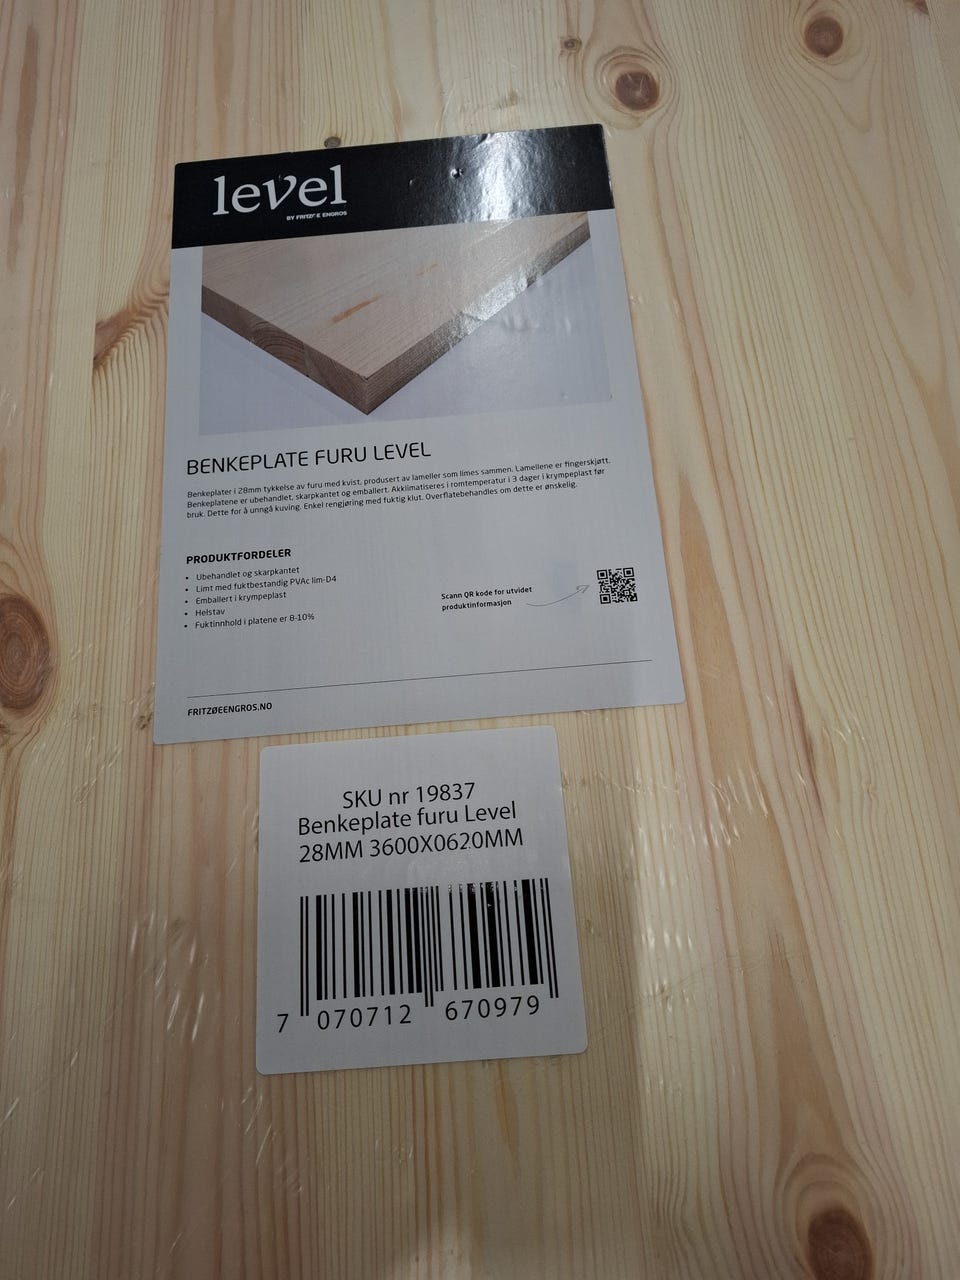 level
BY FRITZØE ENGROS
BENKEPLATE FURU LEVEL
Benkeplater i 28mm tykkelse av furu med kvist, produsert av lameller som limes sammen. Lamellene er fingerskjøtt.
Benkeplatene er ubehandlet, skarpkantet og emballert. Akklimatiseres i romtemperatur i 3 dager i krympeplast før
bruk. Dette for å unngå kuving. Enkel rengjøring med fuktig klut. Overflatebehandles om dette er ønskelig.
PRODUKTFORDELER
• Ubehandlet og skarpkantet
• Limt med fuktbestandig PVAc lim-D4
• Emballert i krympeplast
• Helstav
• Fuktinnhold i platene er 8-10%
Scann QR kode for utvidet
produktinformasjon
FRITZØEENGROS.NO
SKU nr 19837
Benkeplate furu Level
28MM 3600X0620MM
7 070712 670979